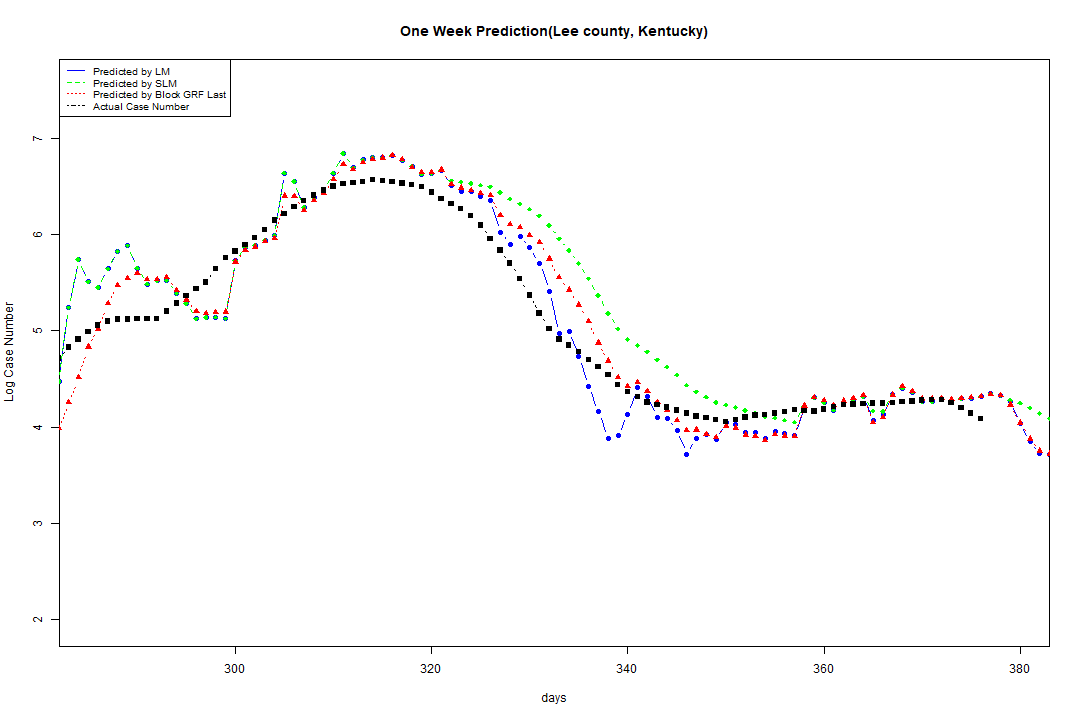 One Week Prediction(Lee county, Kentucky)
Predicted by LM
Predicted by SLM
Predicted by Block GRF Last
Actual Case Number
7
6
5
4
3
2
Log Case Number
300 320 340 360 380
days